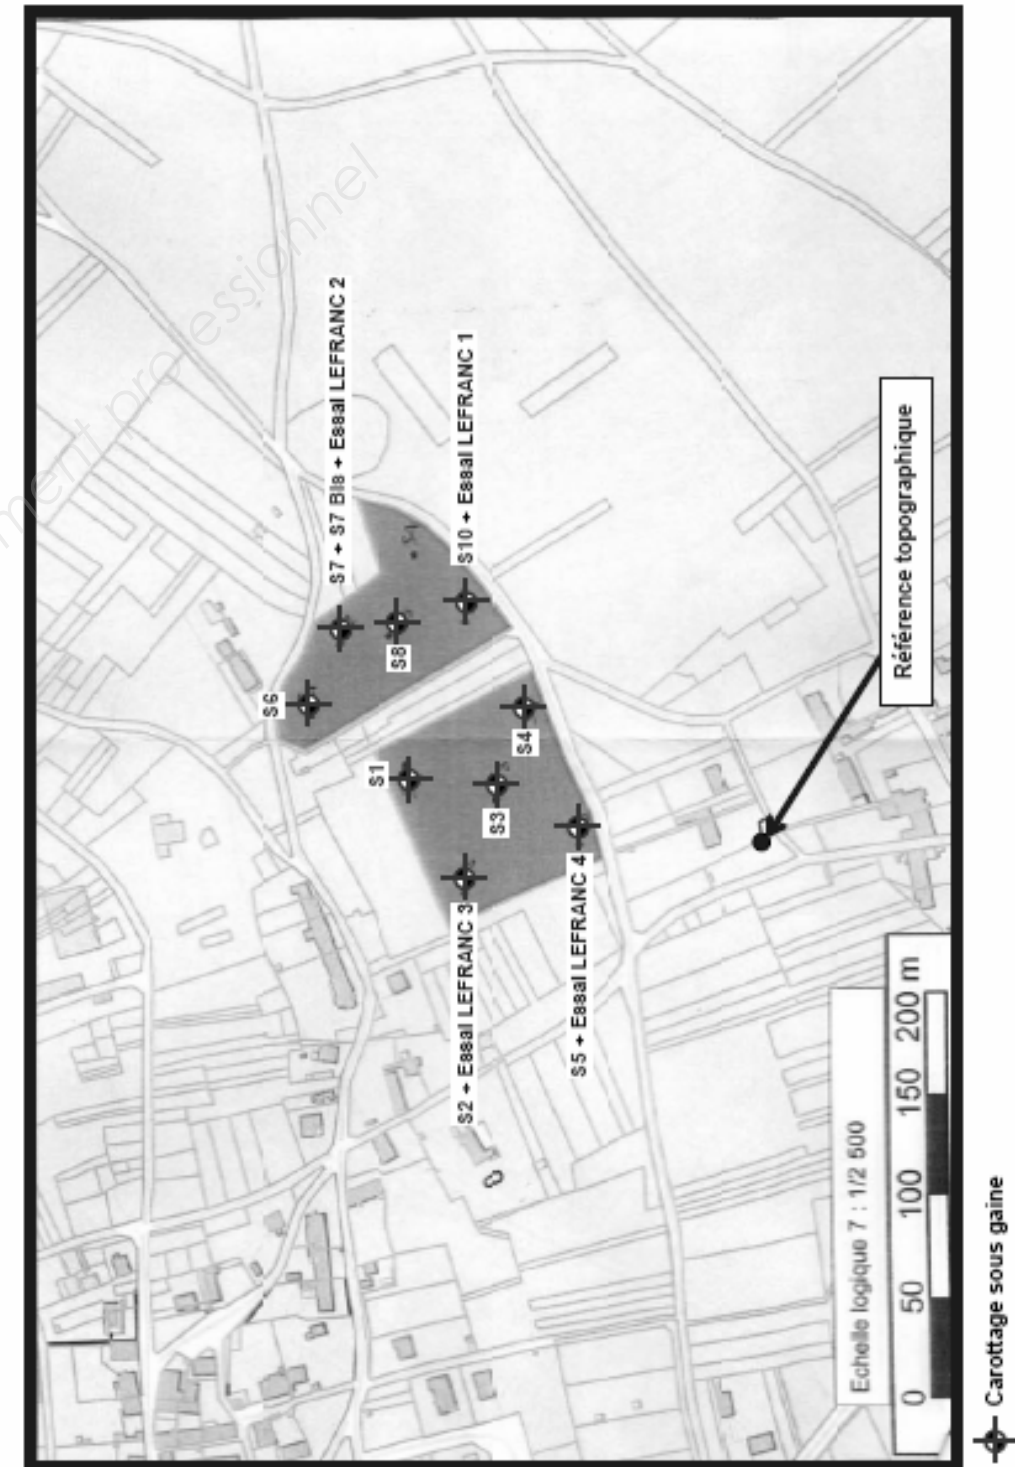 S7 + S7 Bis + Essai LEFRANC 2
S10 + Essai LEFRANC 1
S6
S8
S1
S4
S3
S2 + Essai LEFRANC 3
S5 + Essai LEFRANC 4
Référence topographique
Echelle logique 7 : 1/2 500
0 50 100 150 200 m
Carottage sous gaine